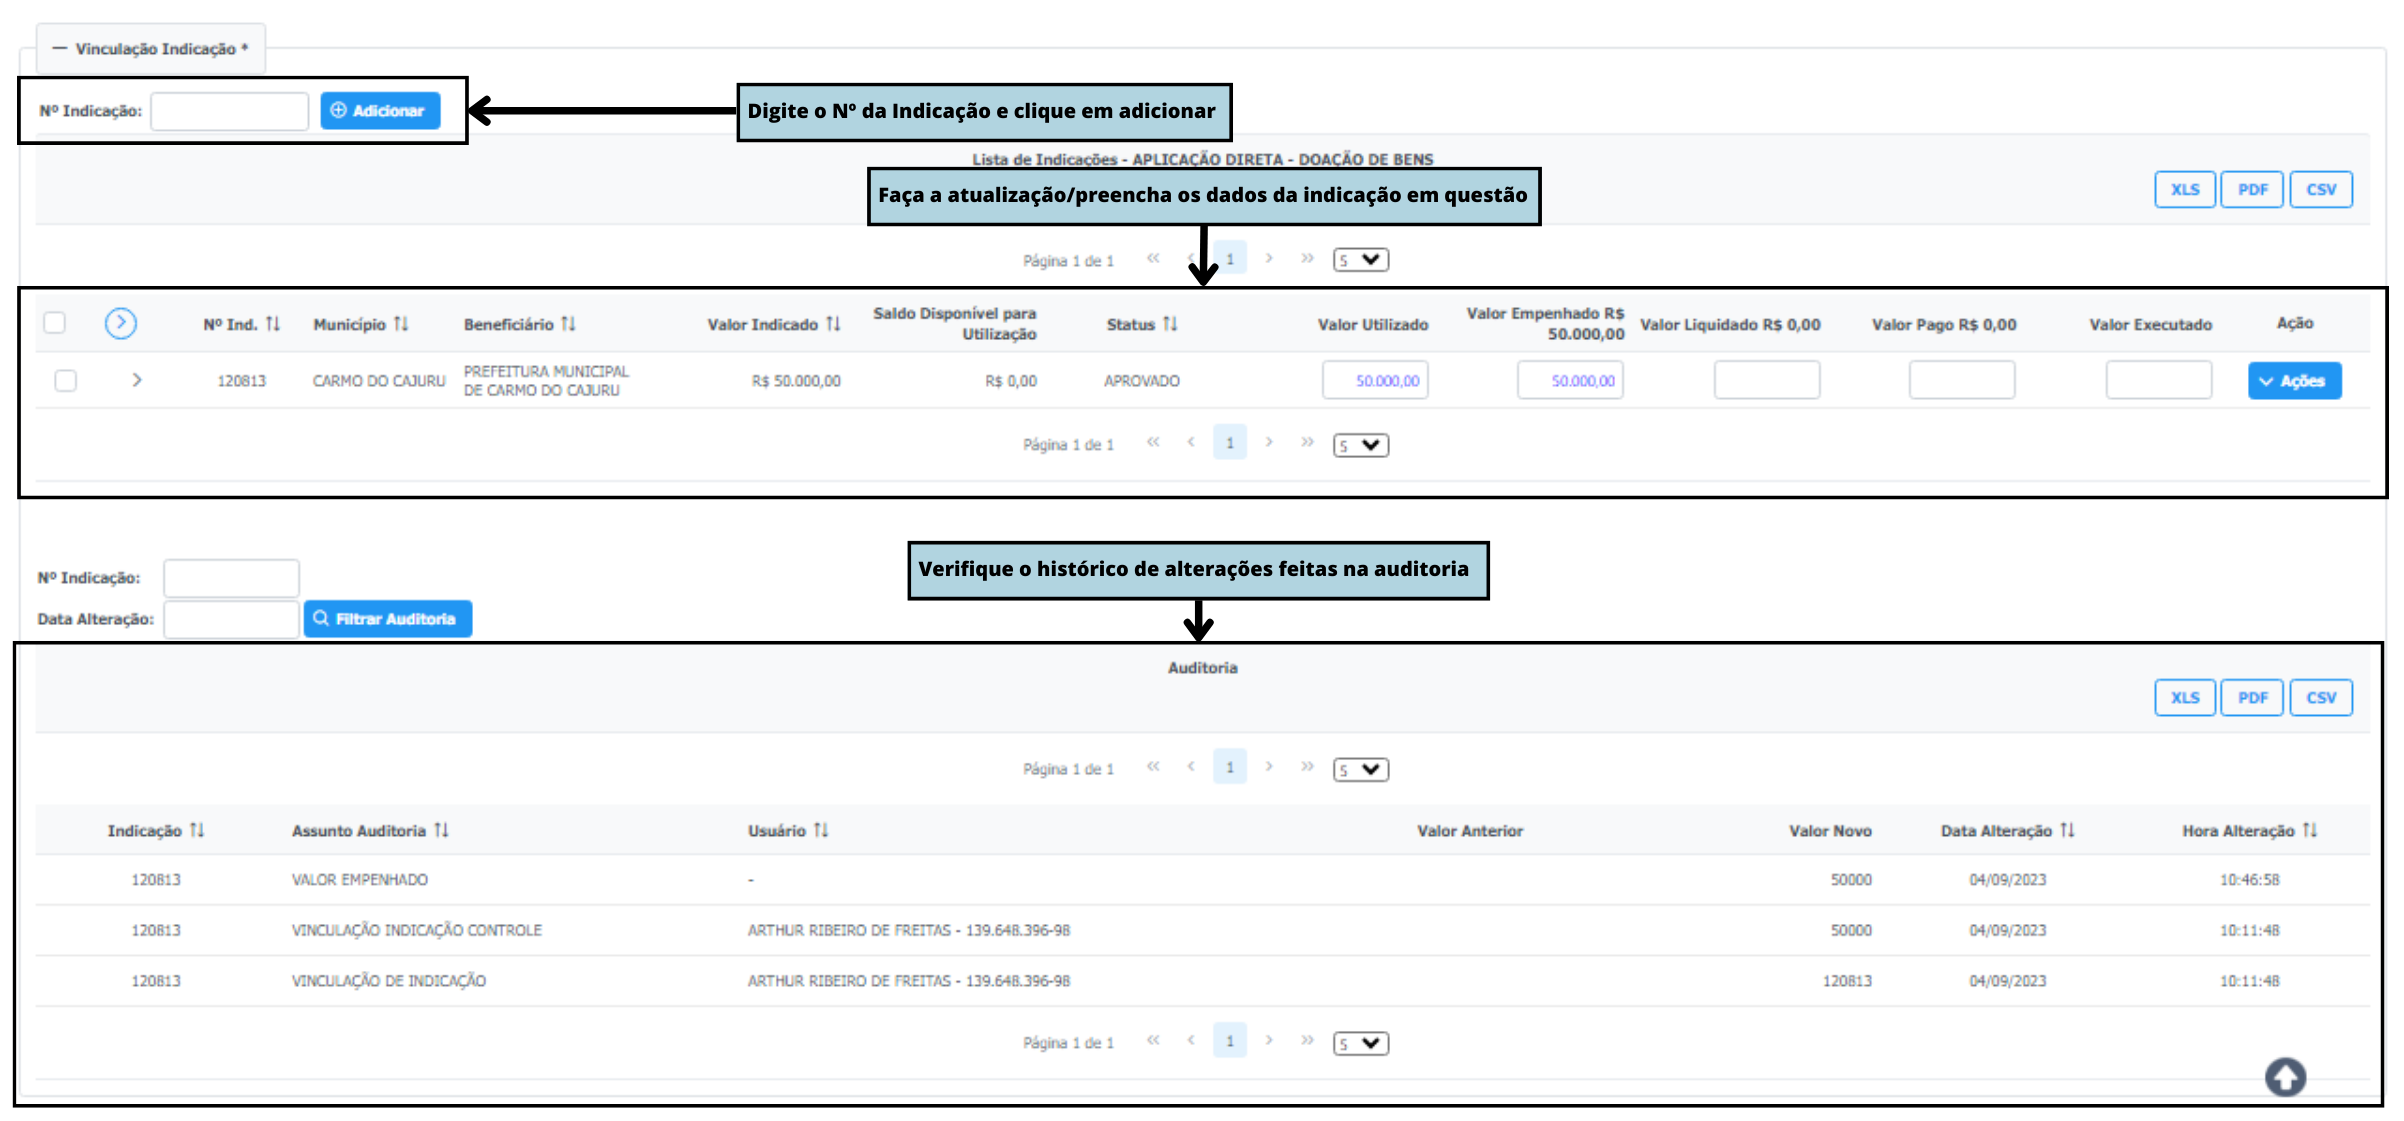 — Vinculação Indicação *
Nº Indicação: Adicionar
Digite o Nº da Indicação e clique em adicionar
Lista de Indicações - APLICAÇÃO DIRETA - DOAÇÃO DE BENS
Faça a atualização/preencha os dados da indicação em questão
XLS PDF CSV
Página 1 de 1 « ‹ 1 › » 5
Nº Ind. Município Beneficiário Valor Indicado Saldo Disponível para Utilização Status Valor Utilizado Valor Empenhado R$ 50.000,00 Valor Liquidado R$ 0,00 Valor Pago R$ 0,00 Valor Executado Ação
120813 CARMO DO CAJURU PREFEITURA MUNICIPAL DE CARMO DO CAJURU R$ 50.000,00 R$ 0,00 APROVADO 50.000,00 50.000,00 Ações
Página 1 de 1 « ‹ 1 › » 5
Verifique o histórico de alterações feitas na auditoria
Nº Indicação:
Data Alteração: Filtrar Auditoria
Auditoria
XLS PDF CSV
Página 1 de 1 « ‹ 1 › » 5
Indicação Assunto Auditoria Usuário Valor Anterior Valor Novo Data Alteração Hora Alteração
120813 VALOR EMPENHADO - 50000 04/09/2023 10:46:58
120813 VINCULAÇÃO INDICAÇÃO CONTROLE ARTHUR RIBEIRO DE FREITAS - 139.648.396-98 50000 04/09/2023 10:11:48
120813 VINCULAÇÃO DE INDICAÇÃO ARTHUR RIBEIRO DE FREITAS - 139.648.396-98 120813 04/09/2023 10:11:48
Página 1 de 1 « ‹ 1 › » 5